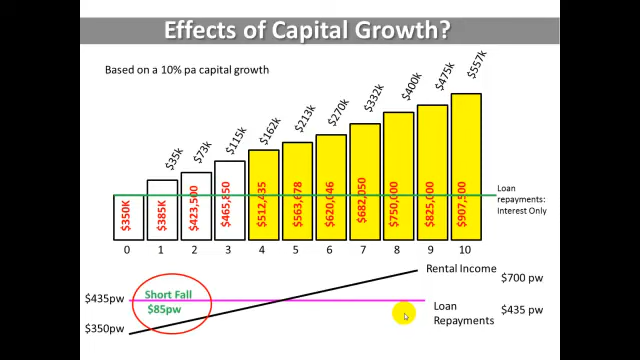 Effects of Capital Growth?
Based on a 10% pa capital growth
$35k
$73k
$115k
$162k
$213k
$270k
$332k
$400k
$475k
$557k
$350K
$385K
$423,500
$465,850
$512,435
$563,678
$620,046
$682,050
$750,000
$825,000
$907,500
Loan
repayments:
Interest Only
0 1 2 3 4 5 6 7 8 9 10
Rental Income
$700 pw
$435pw
Short Fall
$85pw
Loan
Repayments
$435 pw
$350pw